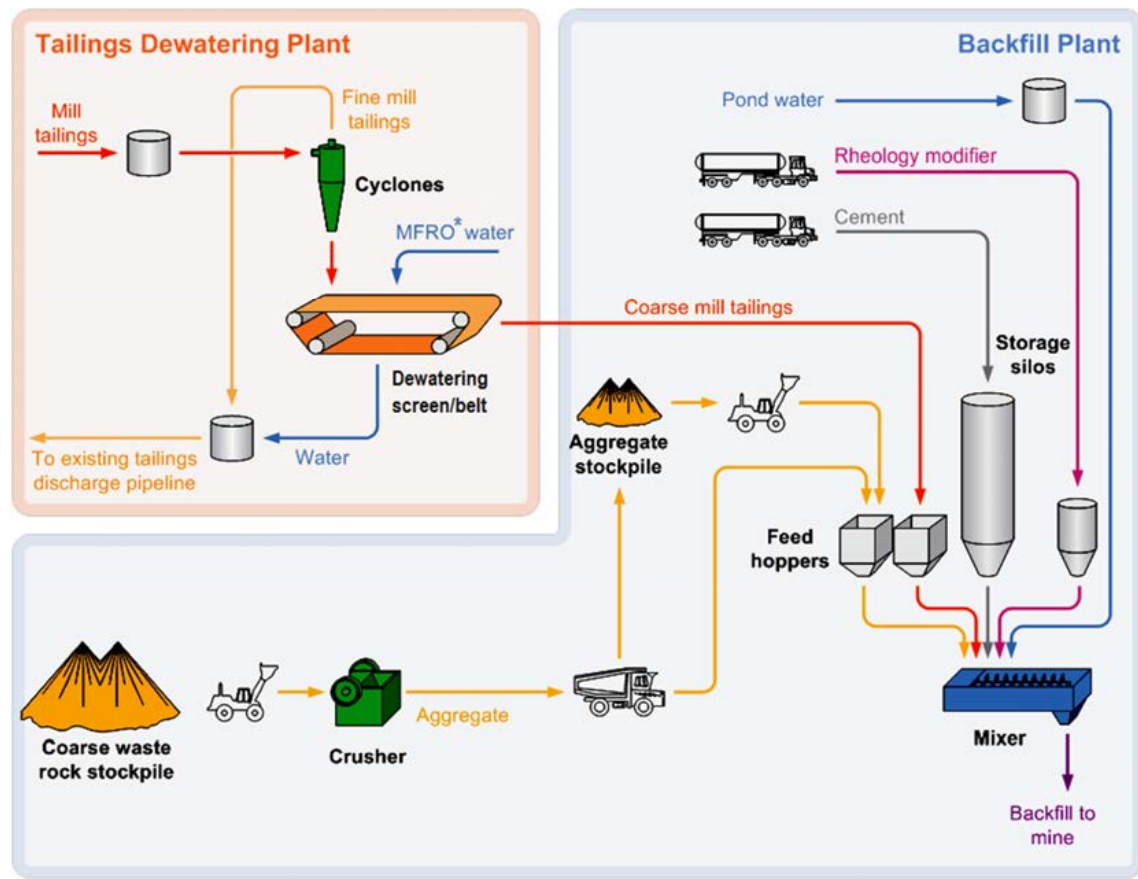 Tailings Dewatering Plant
Backfill Plant
Mill
tailings
Fine mill
tailings
Cyclones
MFRO* water
Dewatering
screen/belt
Water
To existing tailings
discharge pipeline
Pond water
Rheology modifier
Cement
Coarse mill tailings
Storage
silos
Aggregate
stockpile
Feed
hoppers
Coarse waste
rock stockpile
Crusher
Aggregate
Mixer
Backfill to
mine